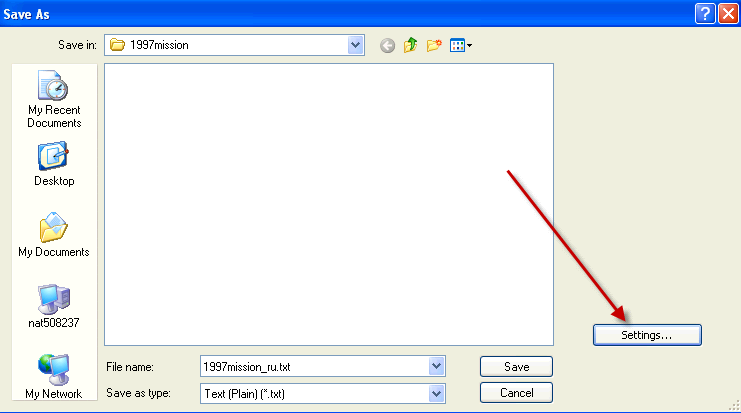 Save As
Save in:
1997mission
My Recent
Documents
Desktop
My Documents
nat508237
My Network
Settings...
File name:
1997mission_ru.txt
Save
Save as type:
Text (Plain) (*.txt)
Cancel